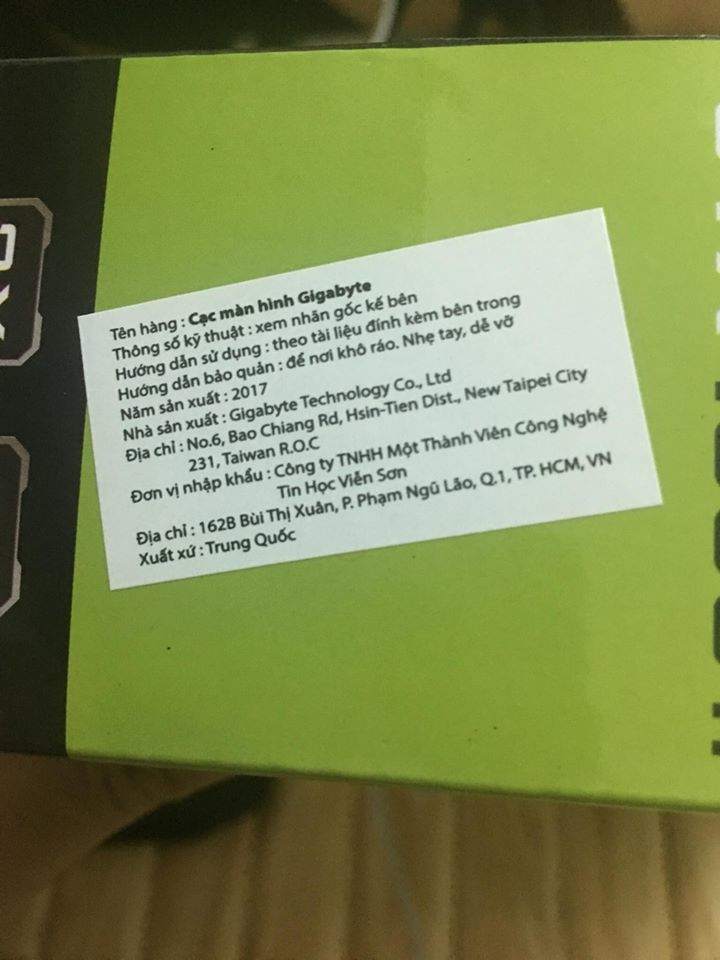 Tên hàng : Cạc màn hình Gigabyte
Thông số kỹ thuật : xem nhãn gốc kế bên
Hướng dẫn sử dụng : theo tài liệu đính kèm bên trong
Hướng dẫn bảo quản : để nơi khô ráo. Nhẹ tay, dễ vỡ
Năm sản xuất : 2017
Nhà sản xuất : Gigabyte Technology Co., Ltd
Địa chỉ : No.6, Bao Chiang Rd, Hsin-Tien Dist., New Taipei City
231, Taiwan R.O.C
Đơn vị nhập khẩu : Công ty TNHH Một Thành Viên Công Nghệ
Tin Học Viễn Sơn
Địa chỉ : 162B Bùi Thị Xuân, P. Phạm Ngũ Lão, Q.1, TP. HCM, VN
Xuất xứ : Trung Quốc